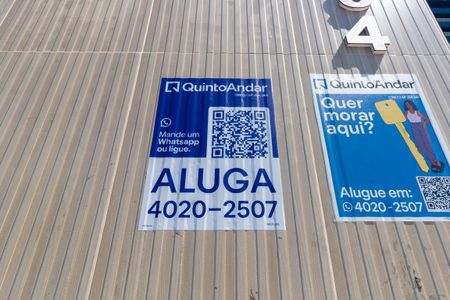 4
QuintoAndar
Mande um
Whatsapp
ou ligue.
ALUGA
4020-2507
QuintoAndar
Quer
morar
aqui?
Alugue em:
4020-2507